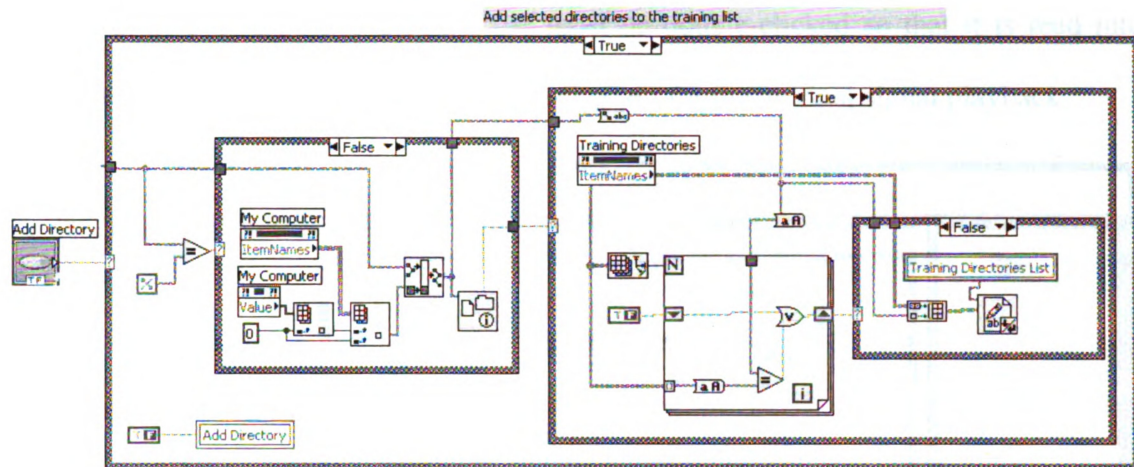 Add selected directories to the training list
True
True
False
Training Directories
ItemNames
My Computer
ItemNames
False
Add Directory
TF
=
My Computer
Value
0
N
Training Directories List
v
=
i
Add Directory